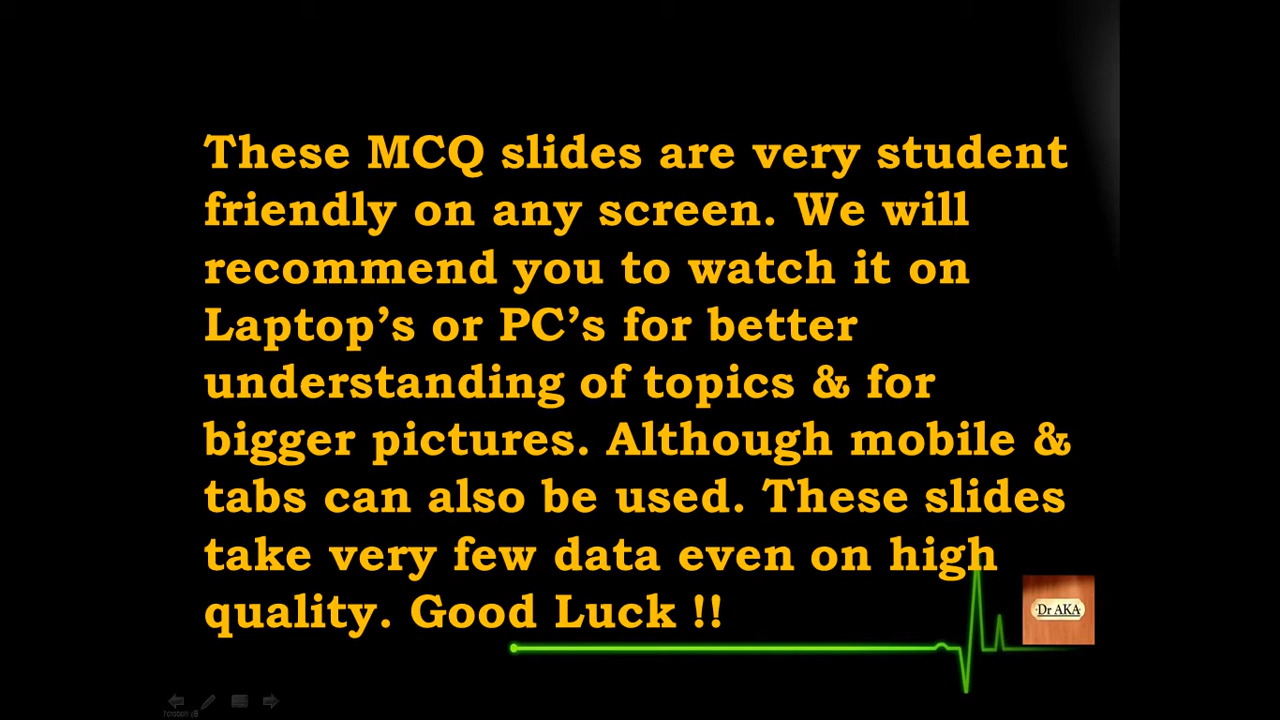 These MCQ slides are very student
friendly on any screen. We will
recommend you to watch it on
Laptop’s or PC’s for better
understanding of topics & for
bigger pictures. Although mobile &
tabs can also be used. These slides
take very few data even on high
quality. Good Luck !!
Dr AKA